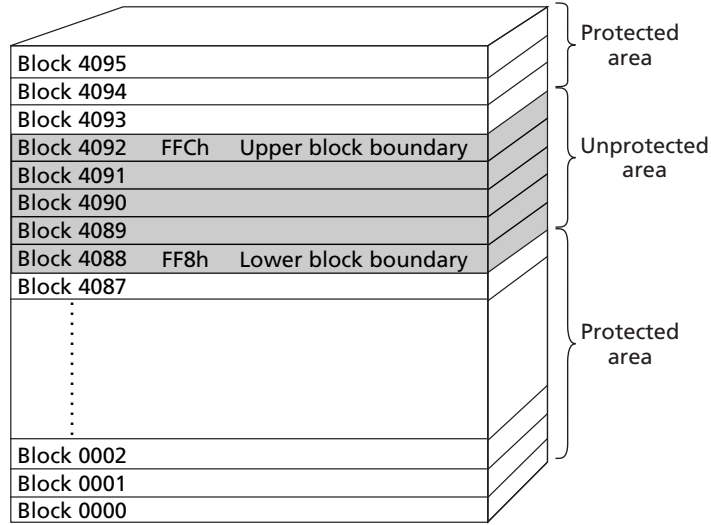 Protected
area
Block 4095
Block 4094
Block 4093
Block 4092 FFCh Upper block boundary
Unprotected
area
Block 4091
Block 4090
Block 4089
Block 4088 FF8h Lower block boundary
Block 4087
Protected
area
Block 0002
Block 0001
Block 0000